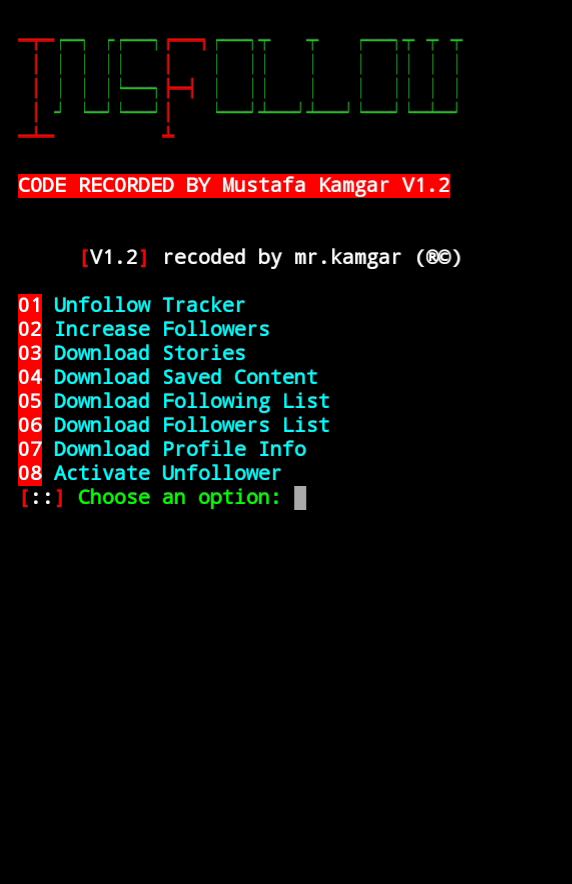 INSFOLLOW
CODE RECORDED BY Mustafa Kamgar V1.2
[V1.2] recoded by mr.kamgar (®©)
01 Unfollow Tracker
02 Increase Followers
03 Download Stories
04 Download Saved Content
05 Download Following List
06 Download Followers List
07 Download Profile Info
08 Activate Unfollower
[::] Choose an option: